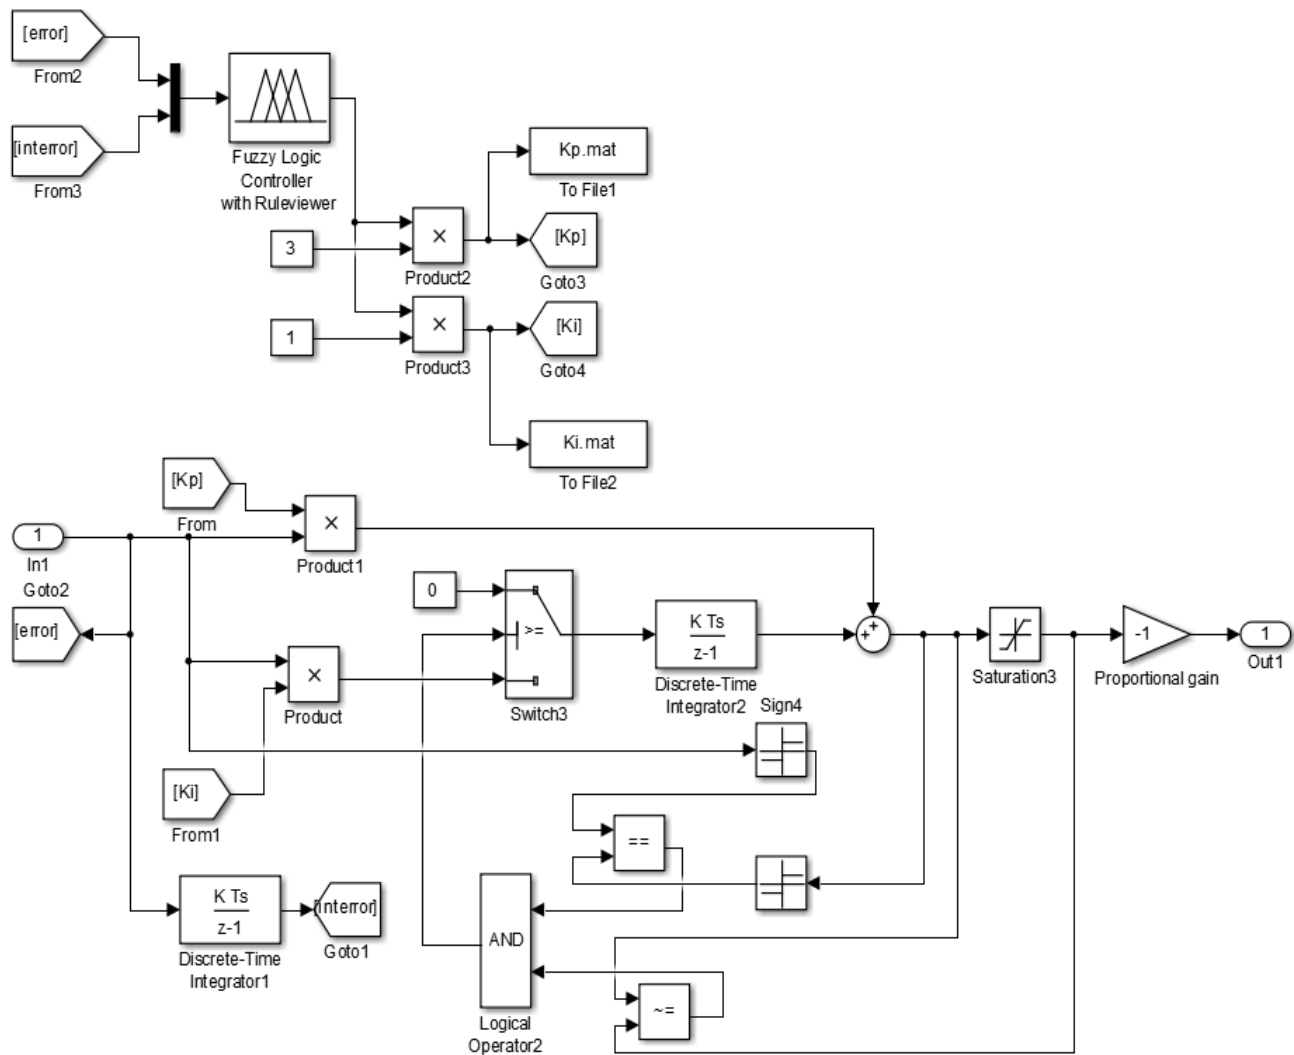 [error]
From2
[interror]
From3
Fuzzy Logic
Controller
with Ruleviewer
Kp.mat
To File1
3
×
Product2
[Kp]
Goto3
1
×
Product3
[Ki]
Goto4
Ki.mat
To File2
[Kp]
From
×
Product1
1
In1
Goto2
[error]
0
>=
Switch3
×
Product
K Ts
z-1
Discrete-Time
Integrator2
++
Saturation3
-1
Proportional gain
1
Out1
Sign4
[Ki]
From1
==
K Ts
z-1
Discrete-Time
Integrator1
[interror]
Goto1
AND
Logical
Operator2
~=